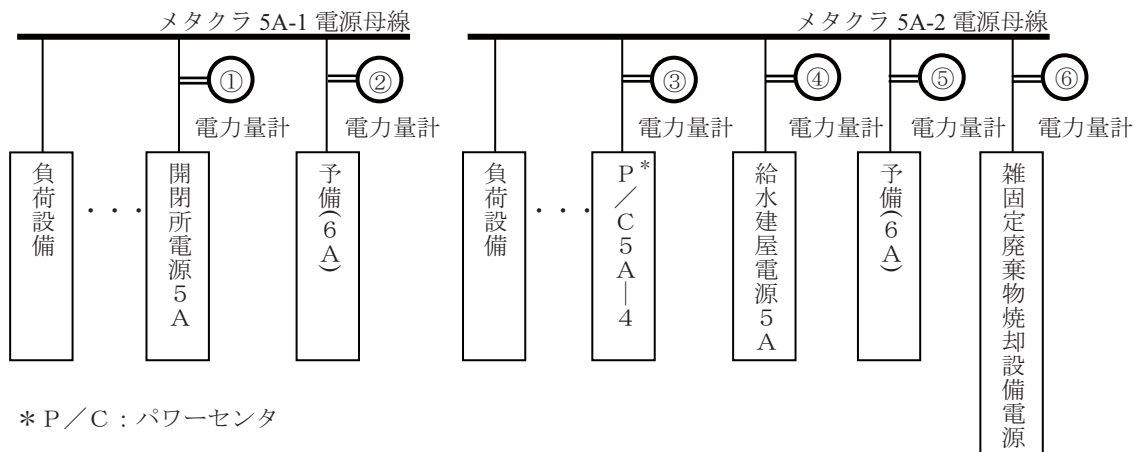 メタクラ 5A-1 電源母線
メタクラ 5A-2 電源母線
①
②
③
④
⑤
⑥
電力量計
電力量計
電力量計
電力量計
電力量計
電力量計
負荷設備
・・・
開閉所電源５Ａ
予備(６Ａ)
負荷設備
・・・
Ｐ／Ｃ５Ａ―４*
給水建屋電源５Ａ
予備(６Ａ)
雑固定廃棄物焼却設備電源
＊Ｐ／Ｃ：パワーセンタ